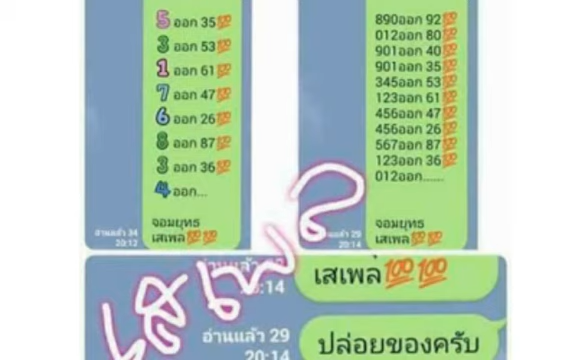 5 ออก 35💯
3 ออก 53💯
1 ออก 61💯
7 ออก 47💯
6 ออก 26💯
8 ออก 87💯
3 ออก 36💯
4 ออก...
จอมยุทธ
เสเพล💯💯
อ่านแล้ว 34
20:12
890ออก 92💯
012ออก 80💯
901ออก 40💯
901ออก 35💯
345ออก 53💯
123ออก 61💯
456ออก 47💯
456ออก 26💯
567ออก 87💯
123ออก 36💯
012ออก......
จอมยุทธ
เสเพล💯💯
29
20:14
เสเพล
เสเพล💯💯
อ่านแล้ว
:14
ปล่อยของครับ
อ่านแล้ว 29
20:14